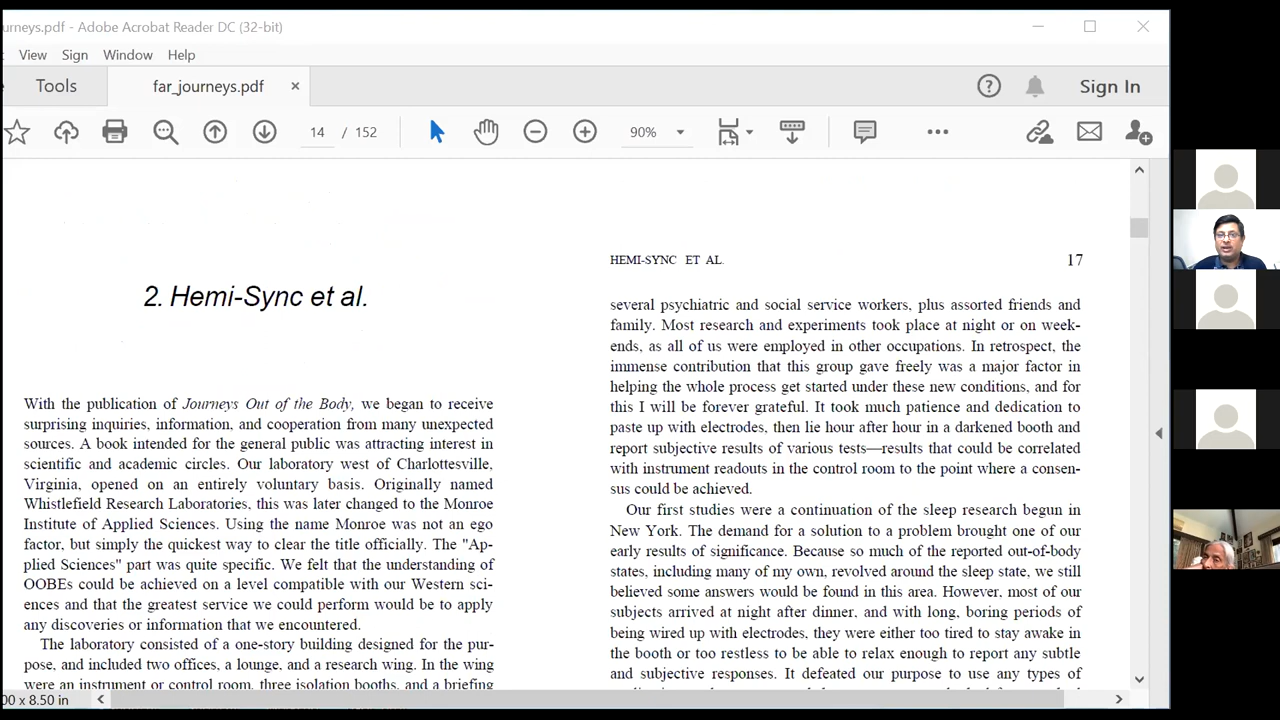 urneys.pdf - Adobe Acrobat Reader DC (32-bit)
View Sign Window Help
Tools far_journeys.pdf Sign In
14 / 152 90%
2. Hemi-Sync et al.
With the publication of Journeys Out of the Body, we began to receive
surprising inquiries, information, and cooperation from many unexpected
sources. A book intended for the general public was attracting interest in
scientific and academic circles. Our laboratory west of Charlottesville,
Virginia, opened on an entirely voluntary basis. Originally named
Whistlefield Research Laboratories, this was later changed to the Monroe
Institute of Applied Sciences. Using the name Monroe was not an ego
factor, but simply the quickest way to clear the title officially. The "Ap-
plied Sciences" part was quite specific. We felt that the understanding of
OOBEs could be achieved on a level compatible with our Western sci-
ences and that the greatest service we could perform would be to apply
any discoveries or information that we encountered.
The laboratory consisted of a one-story building designed for the pur-
pose, and included two offices, a lounge, and a research wing. In the wing
were an instrument or control room, three isolation booths, and a briefing
HEMI-SYNC ET AL. 17
several psychiatric and social service workers, plus assorted friends and
family. Most research and experiments took place at night or on week-
ends, as all of us were employed in other occupations. In retrospect, the
immense contribution that this group gave freely was a major factor in
helping the whole process get started under these new conditions, and for
this I will be forever grateful. It took much patience and dedication to
paste up with electrodes, then lie hour after hour in a darkened booth and
report subjective results of various tests—results that could be correlated
with instrument readouts in the control room to the point where a consen-
sus could be achieved.
Our first studies were a continuation of the sleep research begun in
New York. The demand for a solution to a problem brought one of our
early results of significance. Because so much of the reported out-of-body
states, including many of my own, revolved around the sleep state, we still
believed some answers would be found in this area. However, most of our
subjects arrived at night after dinner, and with long, boring periods of
being wired up with electrodes, they were either too tired to stay awake in
the booth or too restless to be able to relax enough to report any subtle
and subjective responses. It defeated our purpose to use any types of
00 x 8.50 in